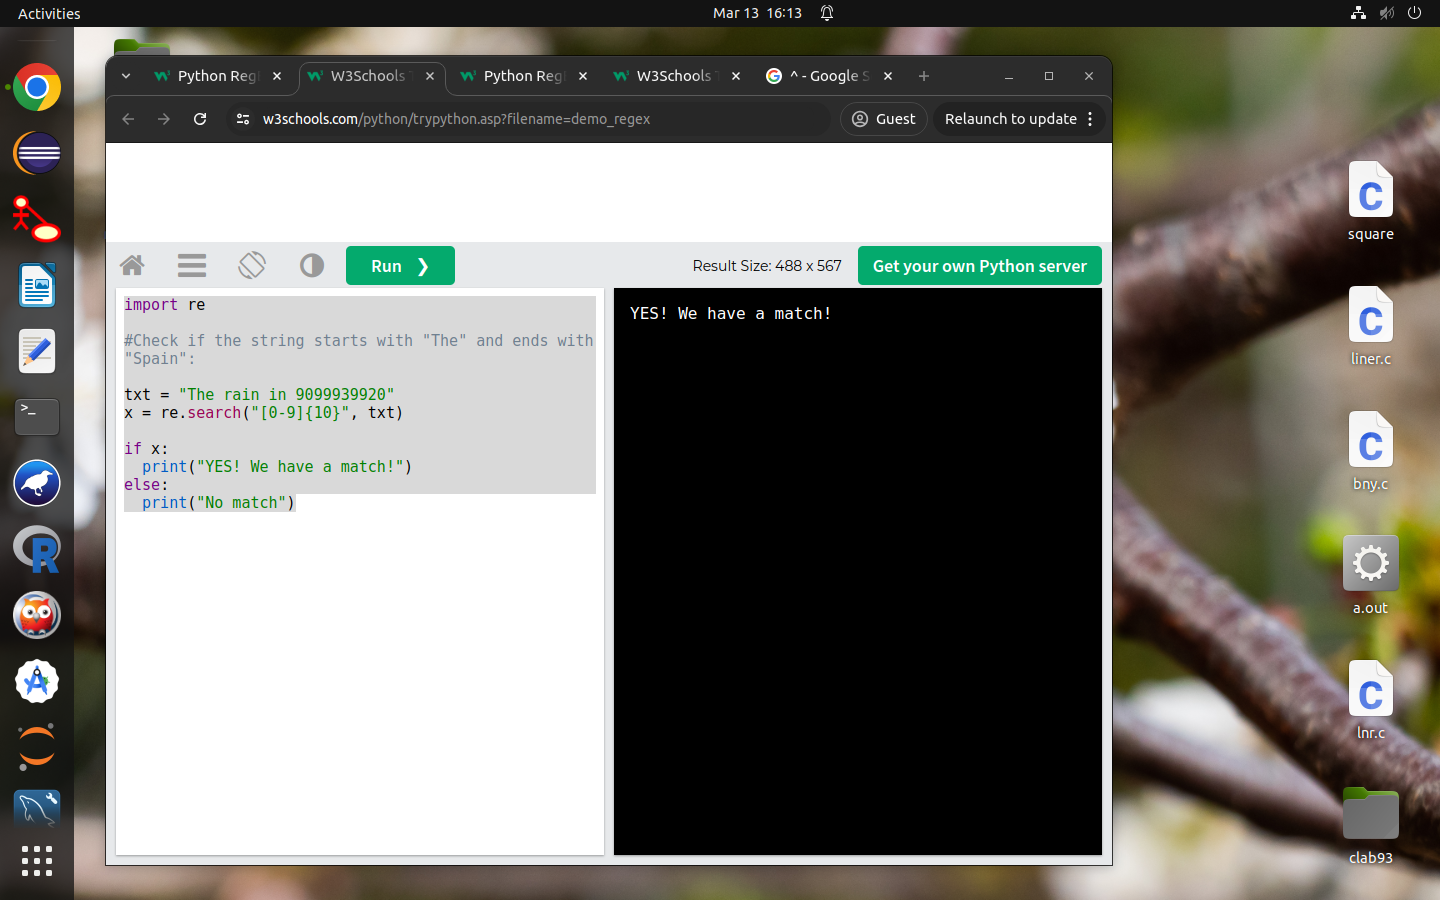 Activities
Mar 13 16:13
Python Reg
W3Schools
Python Reg
W3Schools
^ - Google S
w3schools.com/python/trypython.asp?filename=demo_regex
Guest
Relaunch to update
Run ❯
Result Size: 488 x 567
Get your own Python server
import re
#Check if the string starts with "The" and ends with
"Spain":
txt = "The rain in 9099939920"
x = re.search("[0-9]{10}", txt)
if x:
print("YES! We have a match!")
else:
print("No match")
YES! We have a match!
square
liner.c
bny.c
a.out
lnr.c
clab93